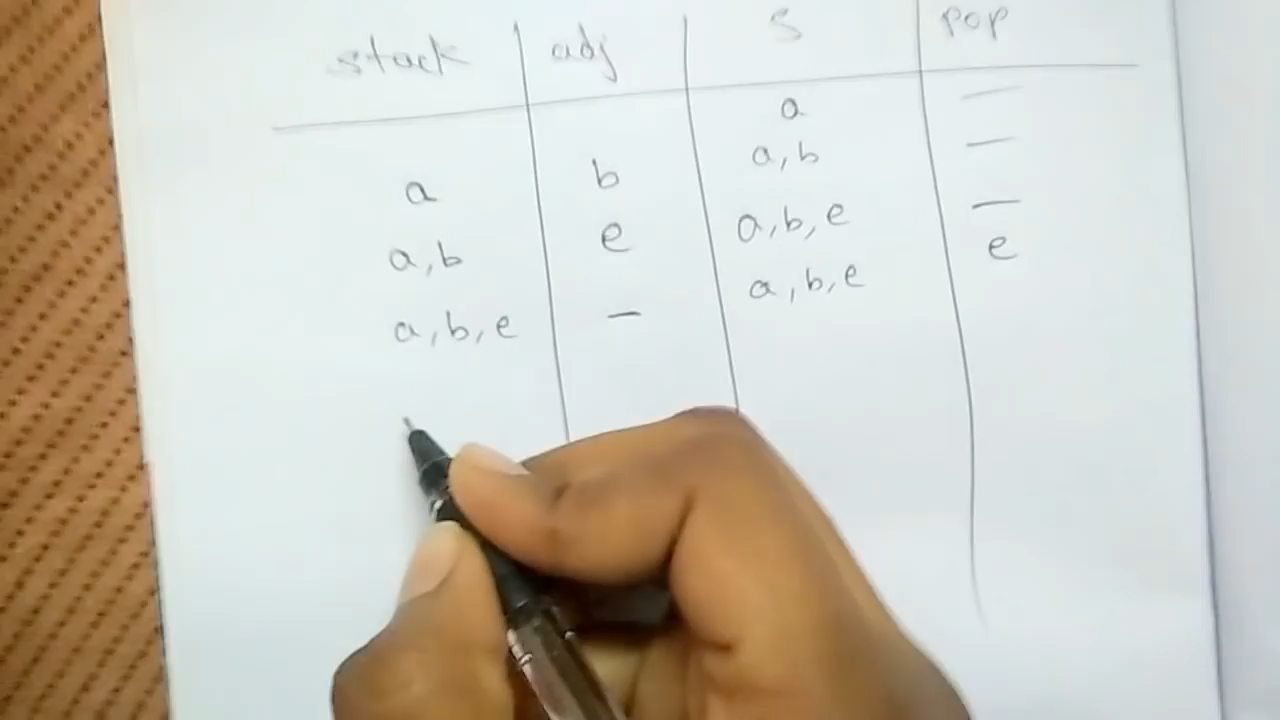 stack adj S pop
a —
a, b —
a b a, b, e —
a, b e a, b, e e
a, b, e —